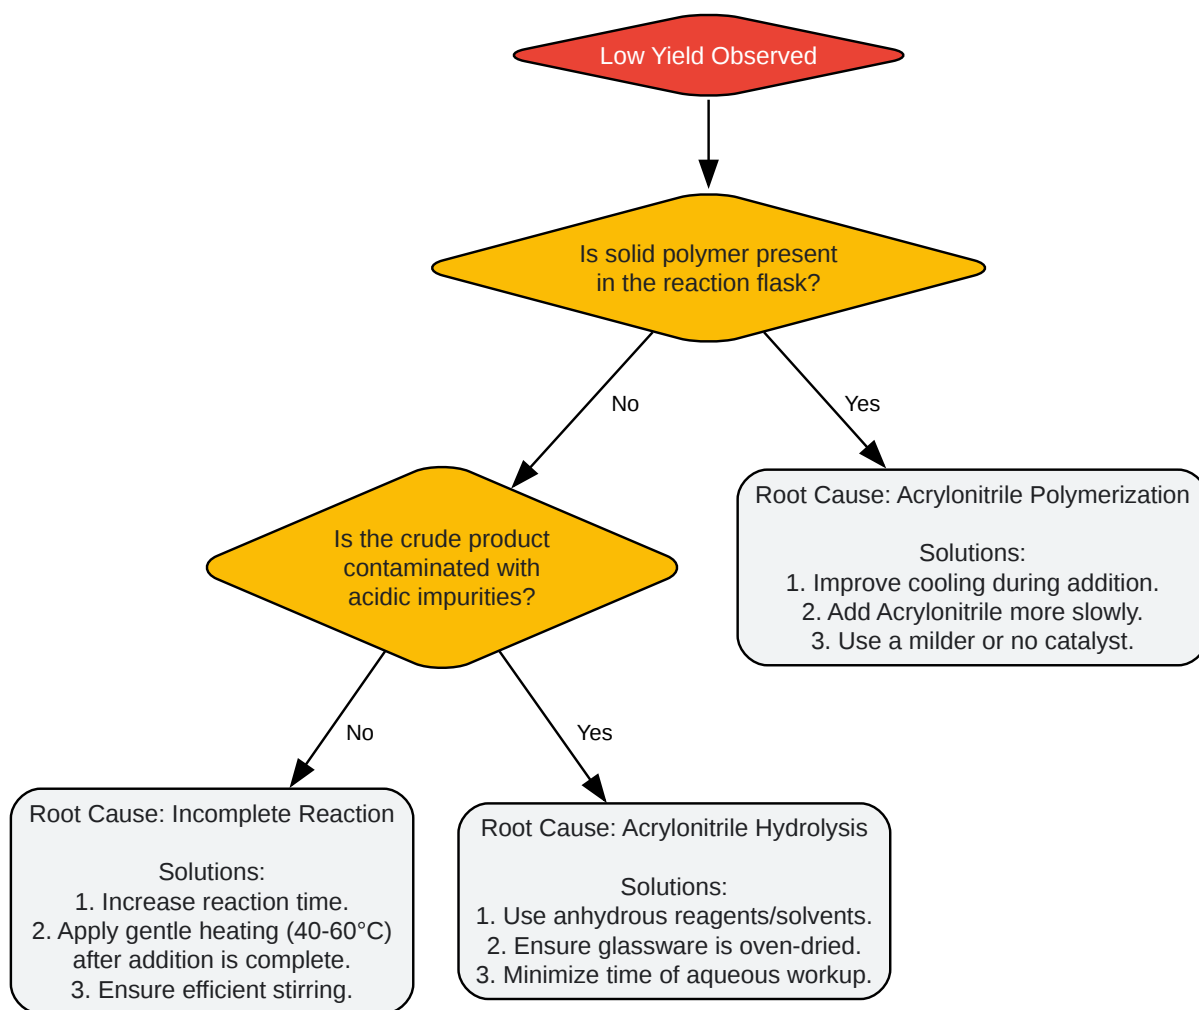 Low Yield Observed
Is solid polymer present
in the reaction flask?
No
Yes
Root Cause: Acrylonitrile Polymerization
Solutions:
1. Improve cooling during addition.
2. Add Acrylonitrile more slowly.
3. Use a milder or no catalyst.
Is the crude product
contaminated with
acidic impurities?
No
Yes
Root Cause: Incomplete Reaction
Solutions:
1. Increase reaction time.
2. Apply gentle heating (40-60°C)
after addition is complete.
3. Ensure efficient stirring.
Root Cause: Acrylonitrile Hydrolysis
Solutions:
1. Use anhydrous reagents/solvents.
2. Ensure glassware is oven-dried.
3. Minimize time of aqueous workup.